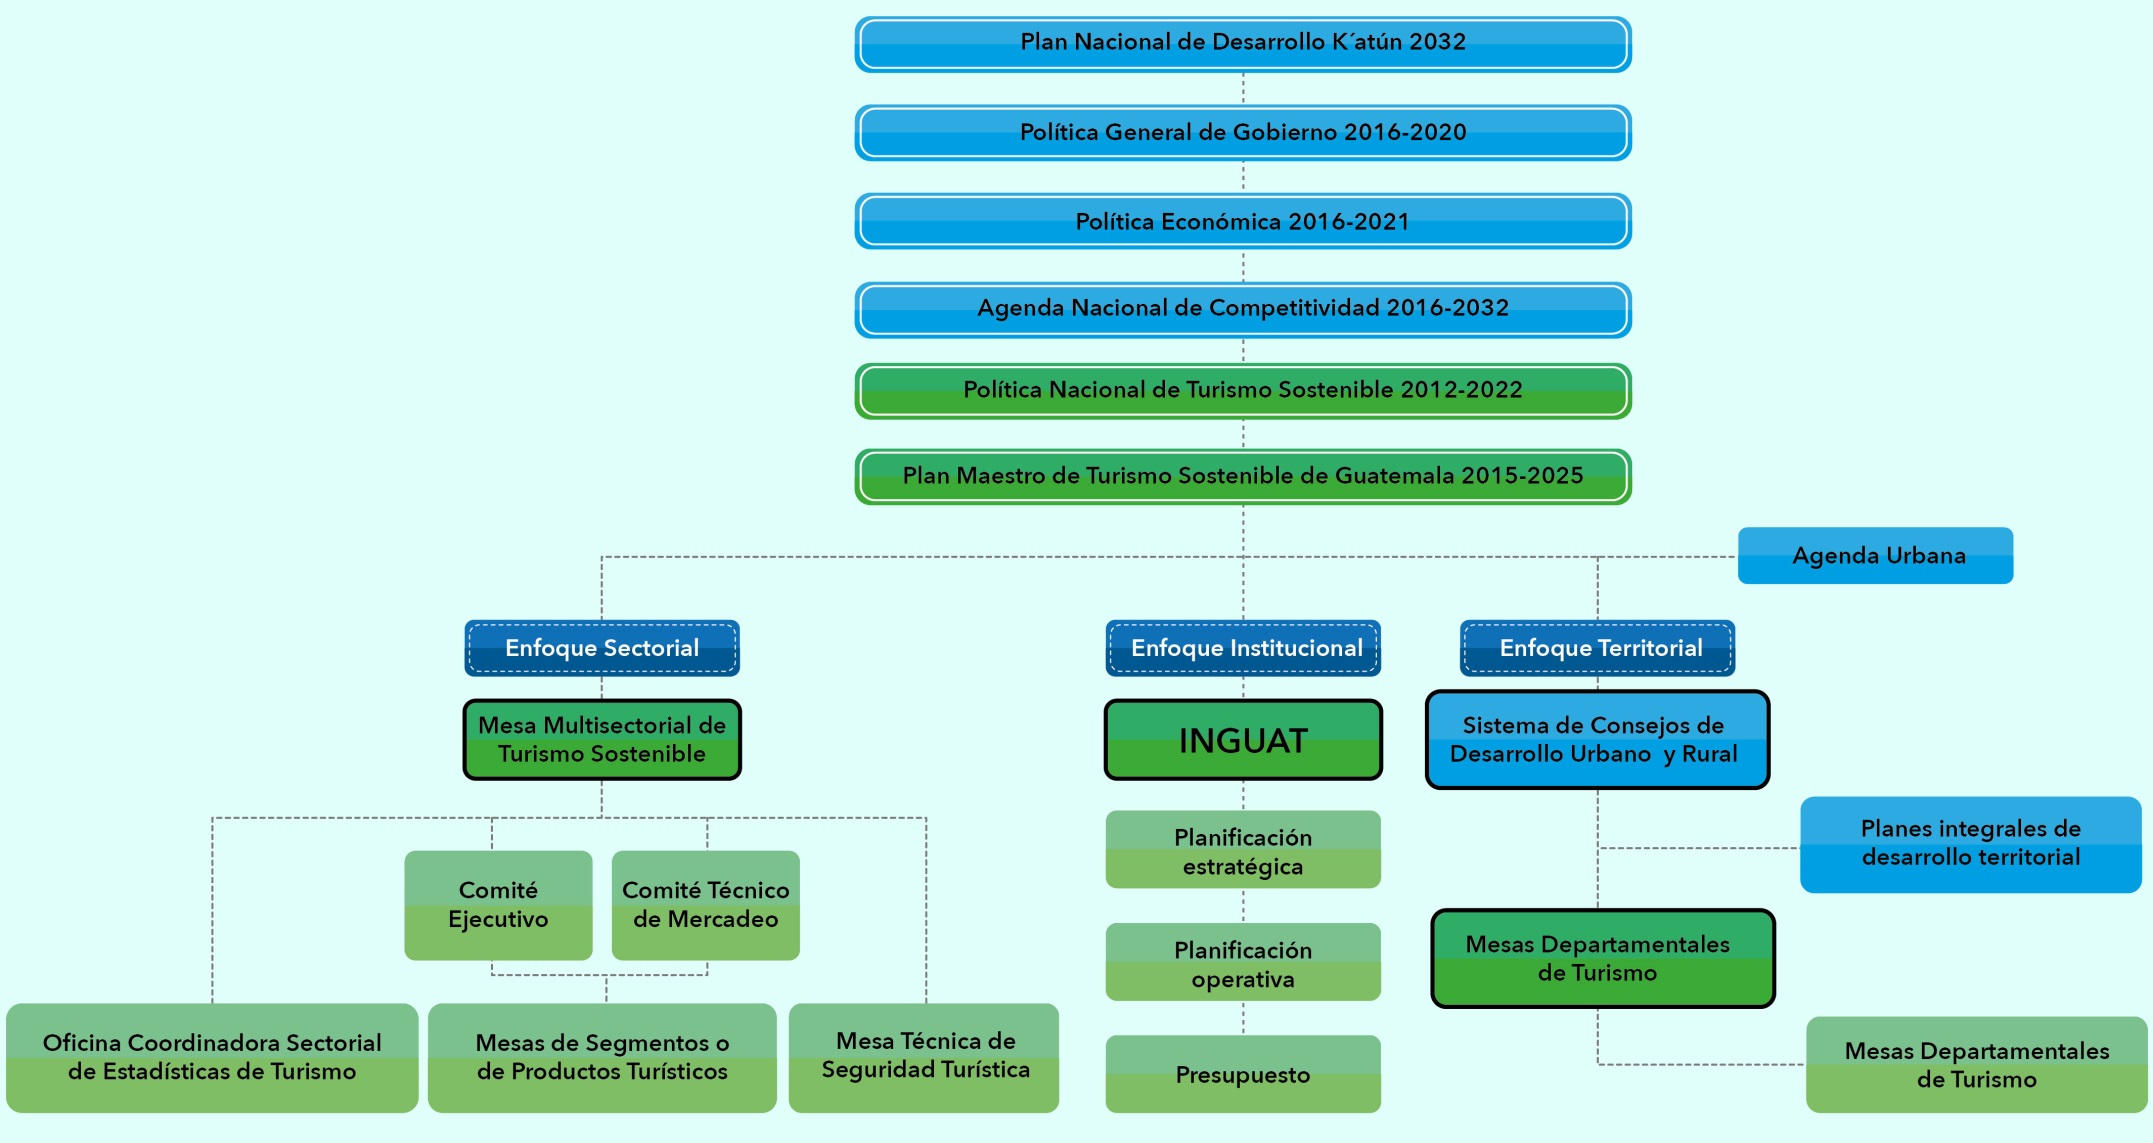 Plan Nacional de Desarrollo K´atún 2032
Política General de Gobierno 2016-2020
Política Económica 2016-2021
Agenda Nacional de Competitividad 2016-2032
Política Nacional de Turismo Sostenible 2012-2022
Plan Maestro de Turismo Sostenible de Guatemala 2015-2025
Agenda Urbana
Enfoque Sectorial
Enfoque Institucional
Enfoque Territorial
Mesa Multisectorial de
Turismo Sostenible
INGUAT
Sistema de Consejos de
Desarrollo Urbano y Rural
Planificación
estratégica
Planes integrales de
desarrollo territorial
Comité
Ejecutivo
Comité Técnico
de Mercadeo
Planificación
operativa
Mesas Departamentales
de Turismo
Oficina Coordinadora Sectorial
de Estadísticas de Turismo
Mesas de Segmentos o
de Productos Turísticos
Mesa Técnica de
Seguridad Turística
Presupuesto
Mesas Departamentales
de Turismo